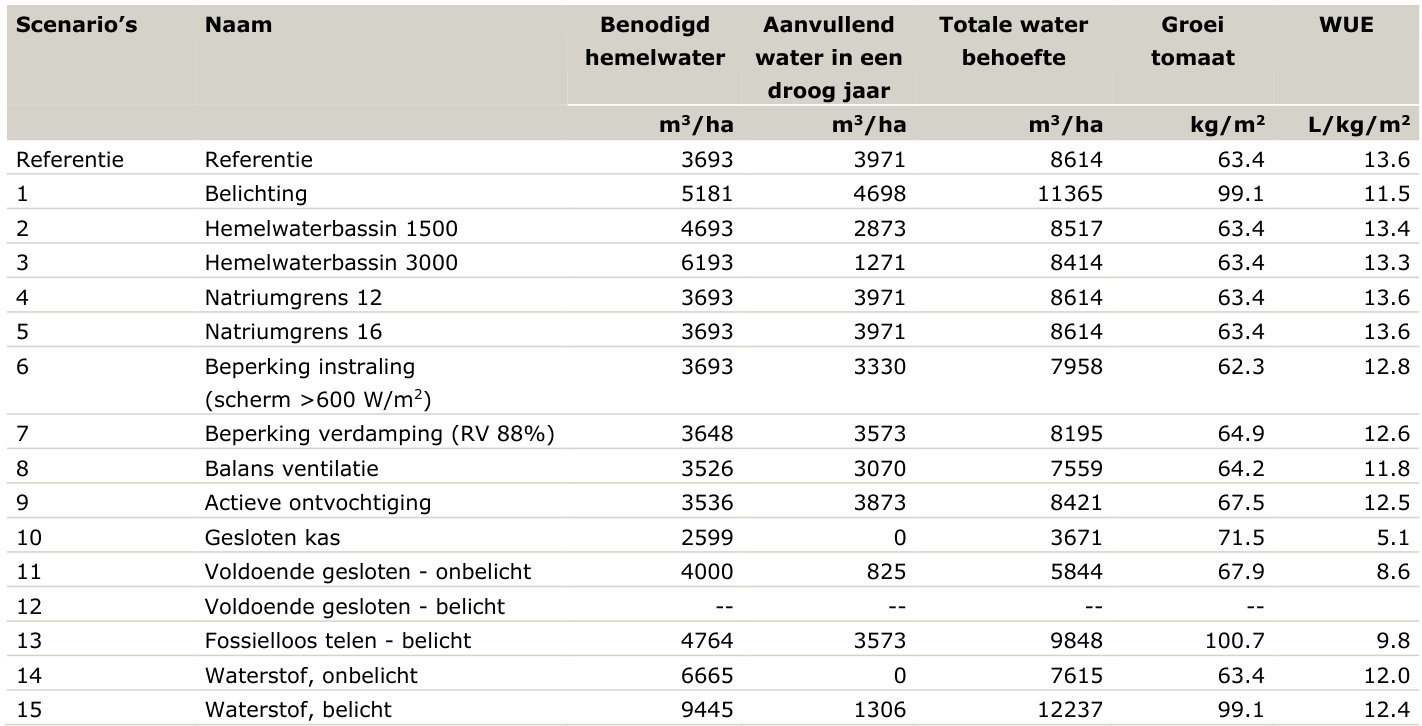 Scenario’s Naam Benodigd Aanvullend Totale water Groei WUE
hemelwater water in een behoefte tomaat
droog jaar
m³/ha m³/ha m³/ha kg/m² L/kg/m²
Referentie Referentie 3693 3971 8614 63.4 13.6
1 Belichting 5181 4698 11365 99.1 11.5
2 Hemelwaterbassin 1500 4693 2873 8517 63.4 13.4
3 Hemelwaterbassin 3000 6193 1271 8414 63.4 13.3
4 Natriumgrens 12 3693 3971 8614 63.4 13.6
5 Natriumgrens 16 3693 3971 8614 63.4 13.6
6 Beperking instraling 3693 3330 7958 62.3 12.8
(scherm >600 W/m²)
7 Beperking verdamping (RV 88%) 3648 3573 8195 64.9 12.6
8 Balans ventilatie 3526 3070 7559 64.2 11.8
9 Actieve ontvochtiging 3536 3873 8421 67.5 12.5
10 Gesloten kas 2599 0 3671 71.5 5.1
11 Voldoende gesloten - onbelicht 4000 825 5844 67.9 8.6
12 Voldoende gesloten - belicht -- -- -- --
13 Fossielloos telen - belicht 4764 3573 9848 100.7 9.8
14 Waterstof, onbelicht 6665 0 7615 63.4 12.0
15 Waterstof, belicht 9445 1306 12237 99.1 12.4